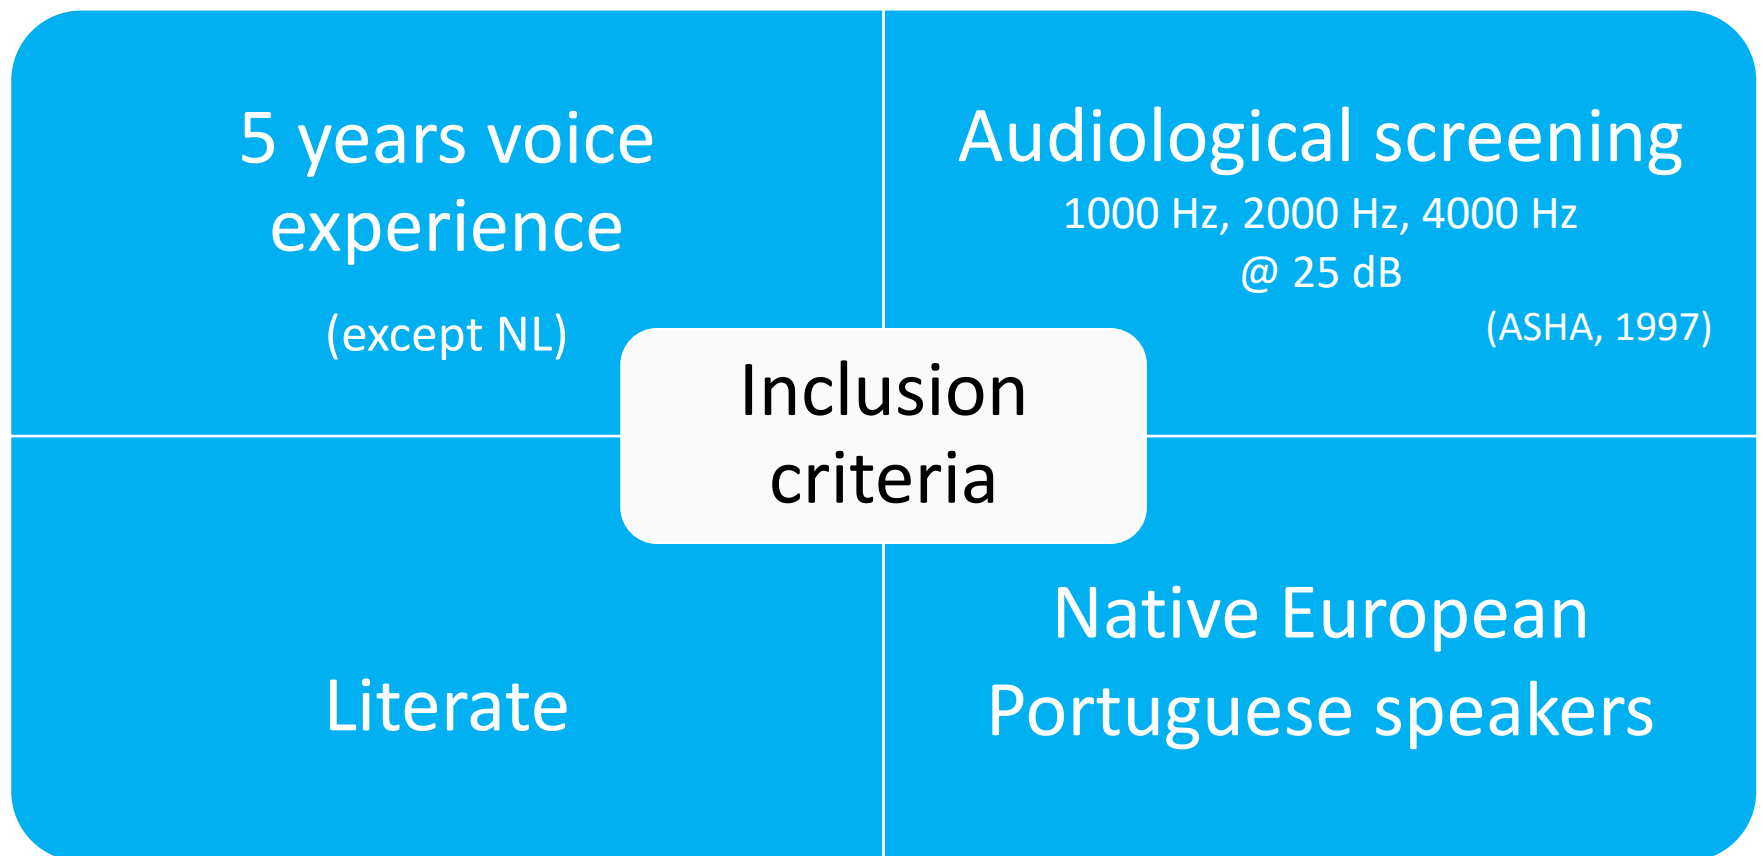 5 years voice
experience
(except NL)
Audiological screening
1000 Hz, 2000 Hz, 4000 Hz
@ 25 dB
(ASHA, 1997)
Inclusion
criteria
Literate
Native European
Portuguese speakers